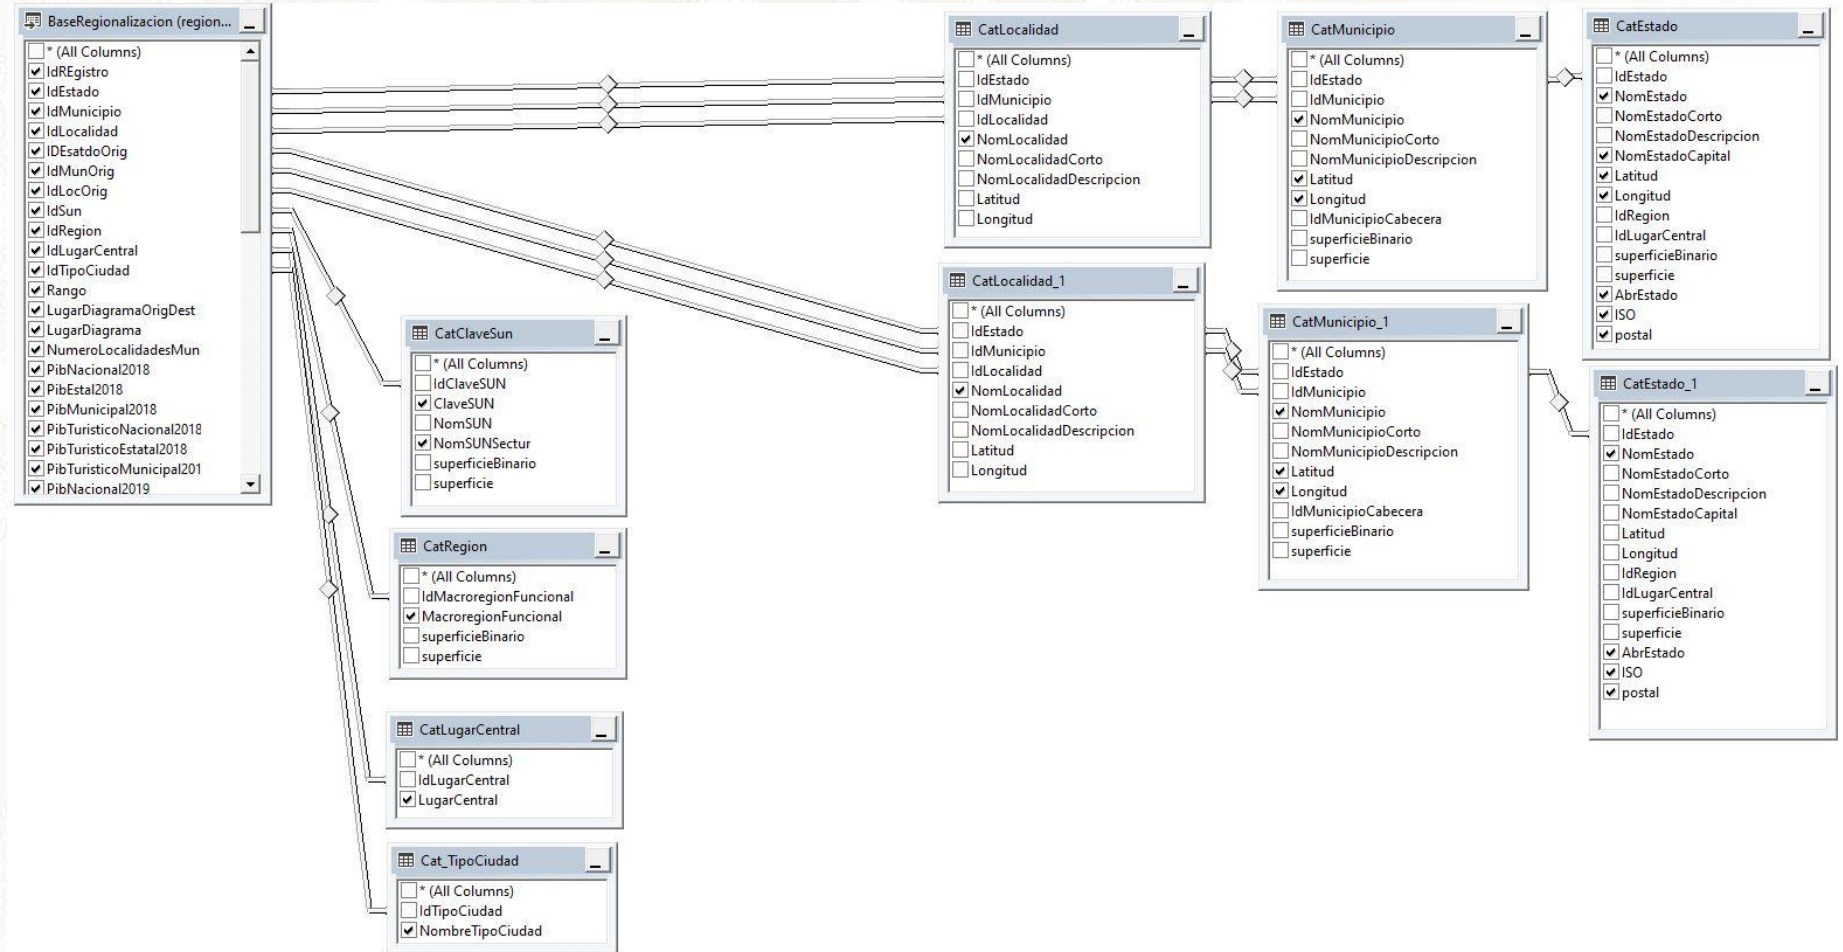 BaseRegionalizacion (region...
* (All Columns)
IdREgistro
IdEstado
IdMunicipio
IdLocalidad
IDEsatdoOrig
IdMunOrig
IdLocOrig
IdSun
IdRegion
IdLugarCentral
IdTipoCiudad
Rango
LugarDiagramaOrigDest
LugarDiagrama
NumeroLocalidadesMun
PibNacional2018
PibEstal2018
PibMunicipal2018
PibTuristicoNacional2018
PibTuristicoEstatal2018
PibTuristicoMunicipal201
PibNacional2019
CatClaveSun
* (All Columns)
IdClaveSUN
ClaveSUN
NomSUN
NomSUNSectur
superficieBinario
superficie
CatRegion
* (All Columns)
IdMacroregionFuncional
MacroregionFuncional
superficieBinario
superficie
CatLugarCentral
* (All Columns)
IdLugarCentral
LugarCentral
Cat_TipoCiudad
* (All Columns)
IdTipoCiudad
NombreTipoCiudad
CatLocalidad
* (All Columns)
IdEstado
IdMunicipio
IdLocalidad
NomLocalidad
NomLocalidadCorto
NomLocalidadDescripcion
Latitud
Longitud
CatLocalidad_1
* (All Columns)
IdEstado
IdMunicipio
IdLocalidad
NomLocalidad
NomLocalidadCorto
NomLocalidadDescripcion
Latitud
Longitud
CatMunicipio
* (All Columns)
IdEstado
IdMunicipio
NomMunicipio
NomMunicipioCorto
NomMunicipioDescripcion
Latitud
Longitud
IdMunicipioCabecera
superficieBinario
superficie
CatMunicipio_1
* (All Columns)
IdEstado
IdMunicipio
NomMunicipio
NomMunicipioCorto
NomMunicipioDescripcion
Latitud
Longitud
IdMunicipioCabecera
superficieBinario
superficie
CatEstado
* (All Columns)
IdEstado
NomEstado
NomEstadoCorto
NomEstadoDescripcion
NomEstadoCapital
Latitud
Longitud
IdRegion
IdLugarCentral
superficieBinario
superficie
AbrEstado
ISO
postal
CatEstado_1
* (All Columns)
IdEstado
NomEstado
NomEstadoCorto
NomEstadoDescripcion
NomEstadoCapital
Latitud
Longitud
IdRegion
IdLugarCentral
superficieBinario
superficie
AbrEstado
ISO
postal